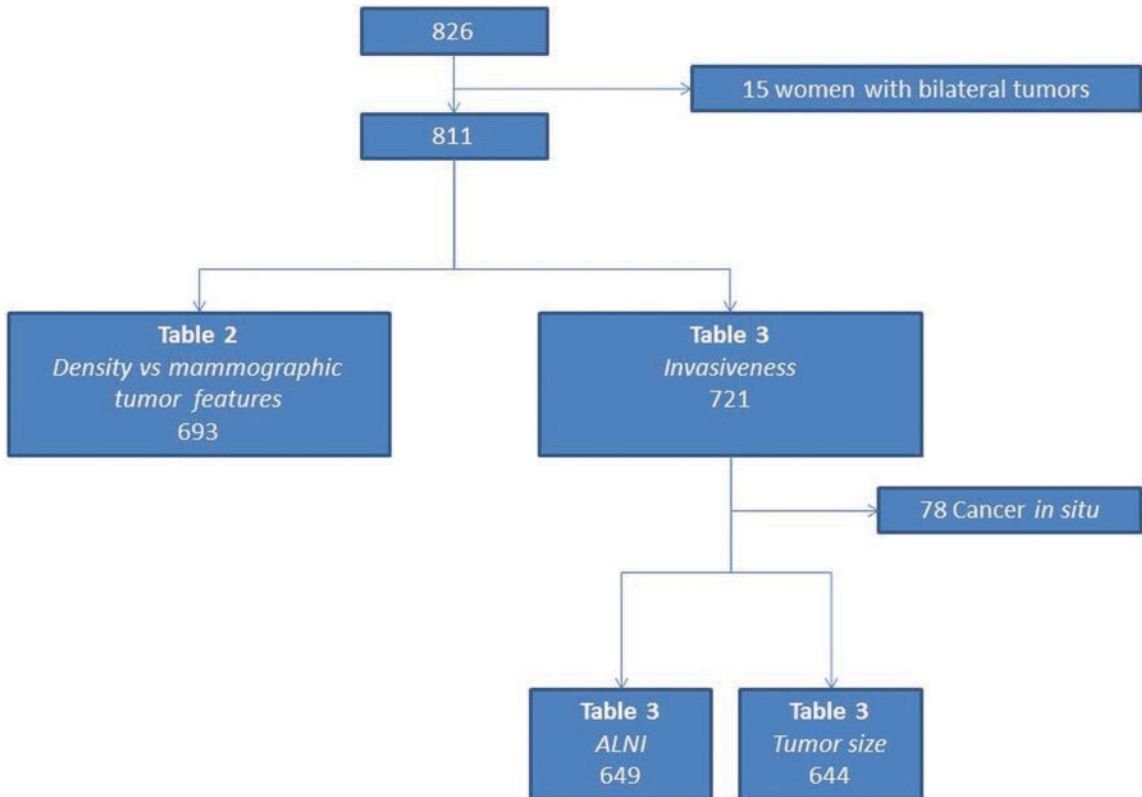 826
15 women with bilateral tumors
811
Table 2
Density vs mammographic
tumor features
693
Table 3
Invasiveness
721
78 Cancer in situ
Table 3
ALNI
649
Table 3
Tumor size
644